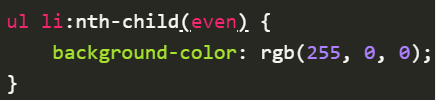 ul li:nth-child(even) {
    background-color: rgb(255, 0, 0);
}